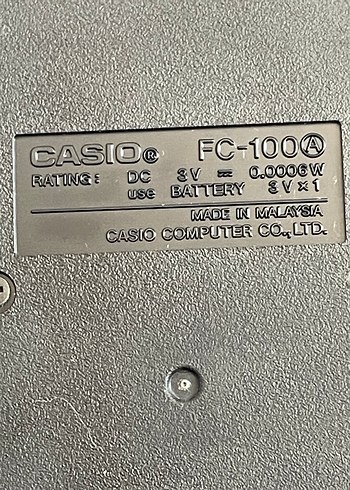 CASIO® FC-100Ⓐ
RATING: DC 3V ⎓ 0.0006W
use BATTERY 3V×1
MADE IN MALAYSIA
CASIO COMPUTER CO.,LTD.